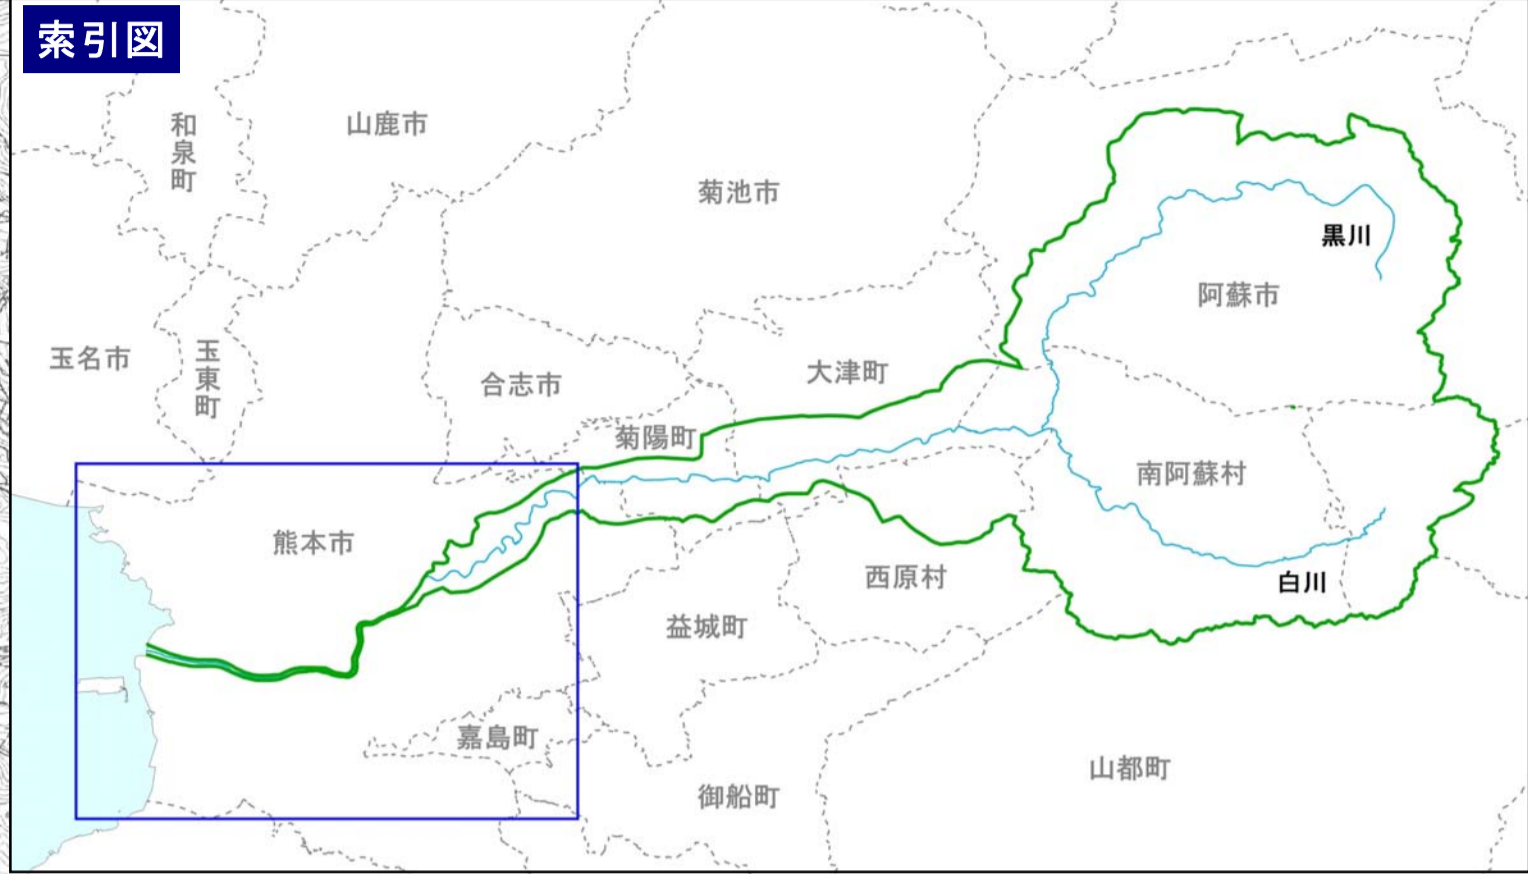 索引図
和泉町
山鹿市
菊池市
黒川
阿蘇市
玉名市
玉東町
合志市
大津町
菊陽町
南阿蘇村
熊本市
西原村
白川
益城町
嘉島町
御船町
山都町